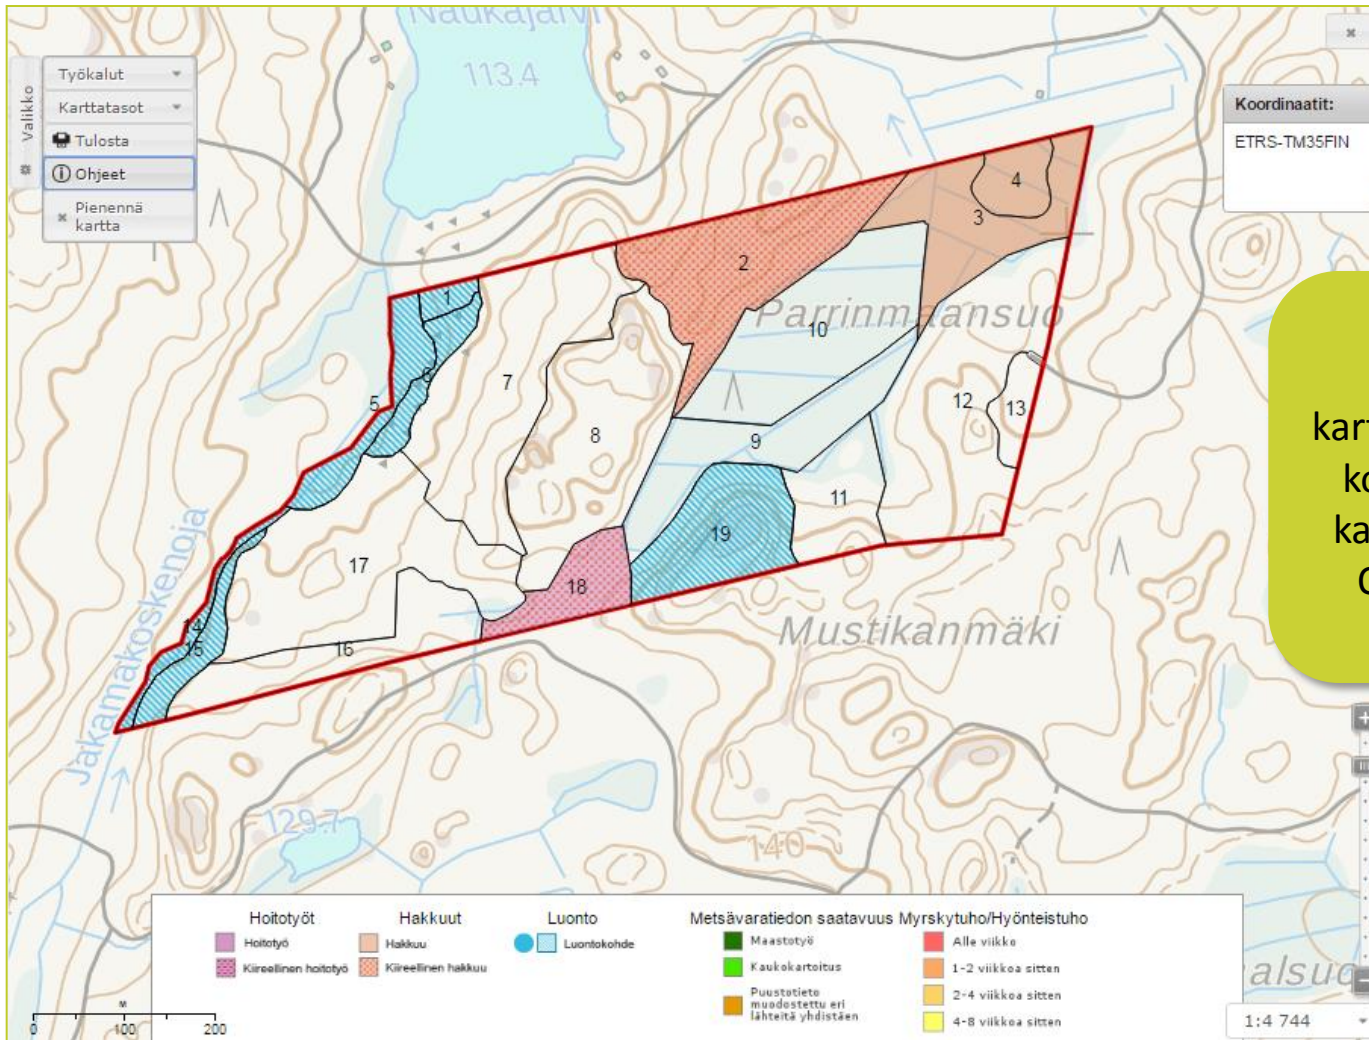 Naukajärvi
113.4
Valikko
Työkalut
Karttatasot
Tulosta
Ohjeet
Pienennä
kartta
Koordinaatit:
ETRS-TM35FIN
1
2
3
4
5
6
7
8
9
10
11
12
13
14
15
16
17
18
19
Parrinmaansuo
Mustikanmäki
Jakamakoskenoja
129.7
140
Hoitotyöt
Hoitotyö
Kiireellinen hoitotyö
Hakkuut
Hakkuu
Kiireellinen hakkuu
Luonto
Luontokohde
Metsävaratiedon saatavuus
Maastotyö
Kaukokartoitus
Puustotieto
muodostettu eri
lähteitä yhdistäen
Myrskytuho/Hyönteistuho
Alle viikko
1-2 viikkoa sitten
2-4 viikkoa sitten
4-8 viikkoa sitten
M
0 100 200
1:4 744